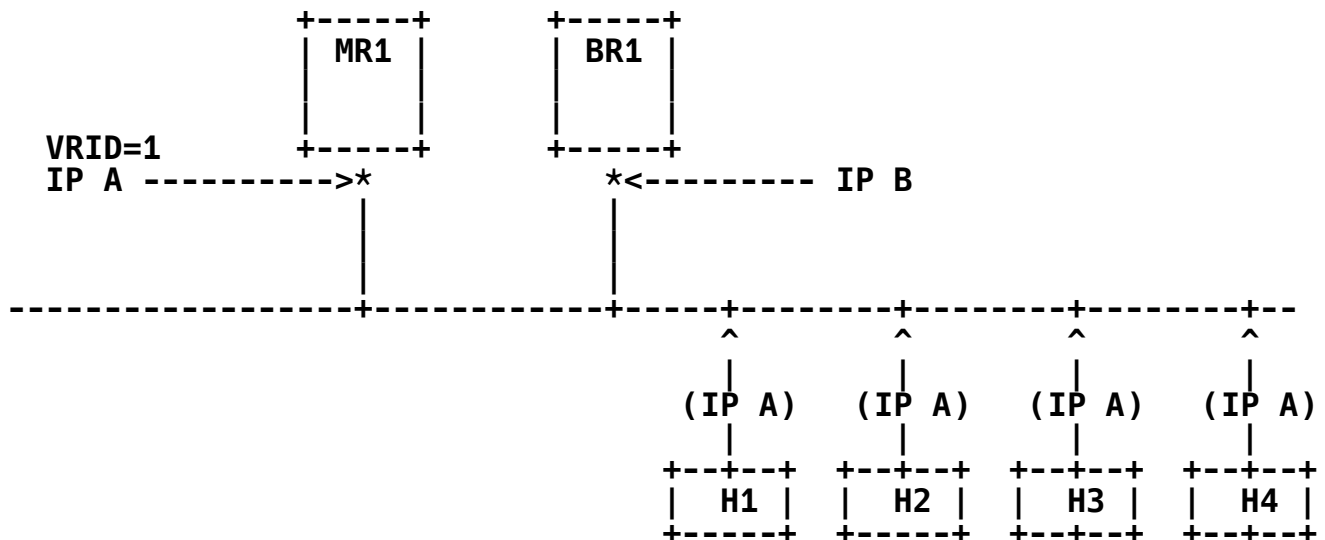 MR1 BR1
VRID=1
IP A ---------->* *<--------- IP B
(IP A) (IP A) (IP A) (IP A)
H1 H2 H3 H4